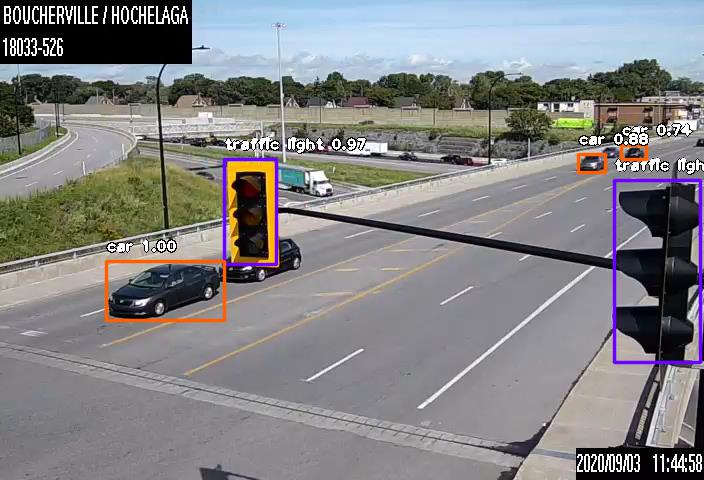 BOUCHERVILLE / HOCHELAGA
18033-526
car 0.74
car 0.88
traffic light 0.97
traffic ligh
car 1.00
2020/09/03 11:44:58